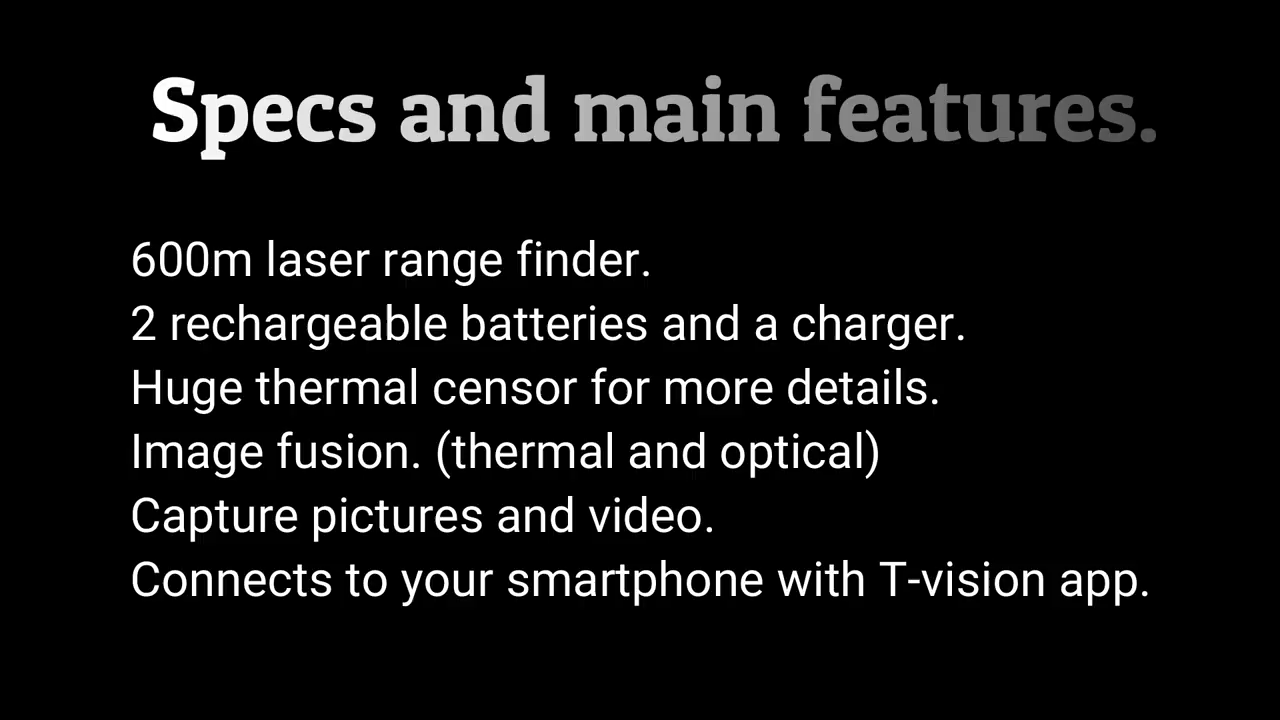 Specs and main features.
600m laser range finder.
2 rechargeable batteries and a charger.
Huge thermal censor for more details.
Image fusion. (thermal and optical)
Capture pictures and video.
Connects to your smartphone with T-vision app.